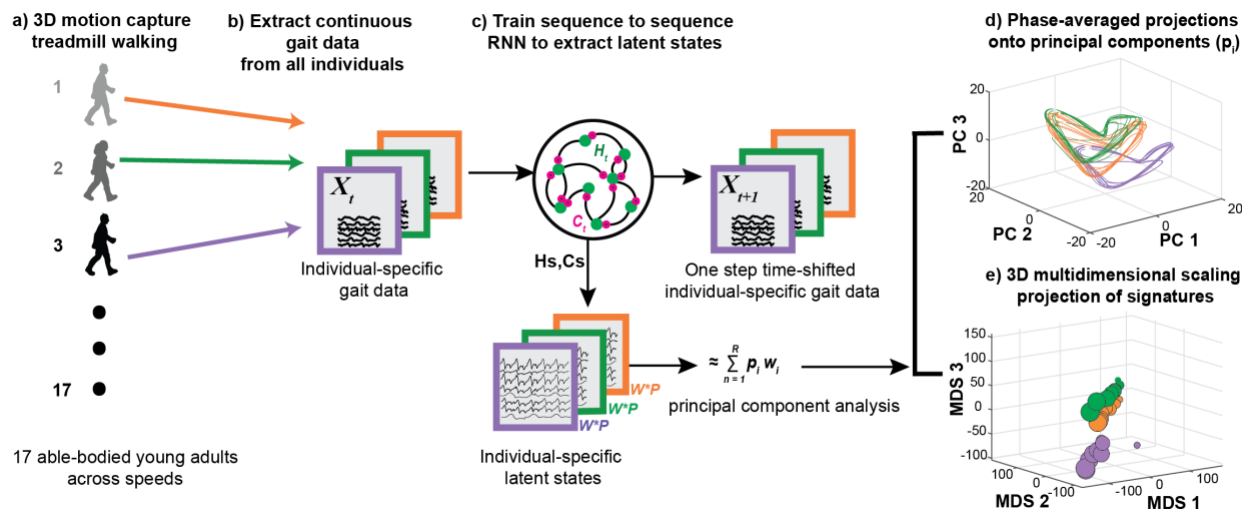 a) 3D motion capture
treadmill walking
1
2
3
17
17 able-bodied young adults
across speeds
b) Extract continuous
gait data
from all individuals
X_t
Individual-specific
gait data
c) Train sequence to sequence
RNN to extract latent states
H_t
C_t
Hs,Cs
X_{t+1}
One step time-shifted
individual-specific gait data
W*P
W*P
W*P
Individual-specific
latent states
≈ \sum_{n=1}^{R} p_i w_i
principal component analysis
d) Phase-averaged projections
onto principal components (p_i)
20
0
-20
PC 3
20
0
-20
PC 2
-20
0
20
PC 1
e) 3D multidimensional scaling
projection of signatures
150
100
50
0
-50
-100
MDS 3
100
0
-100
MDS 2
-100
0
100
MDS 1